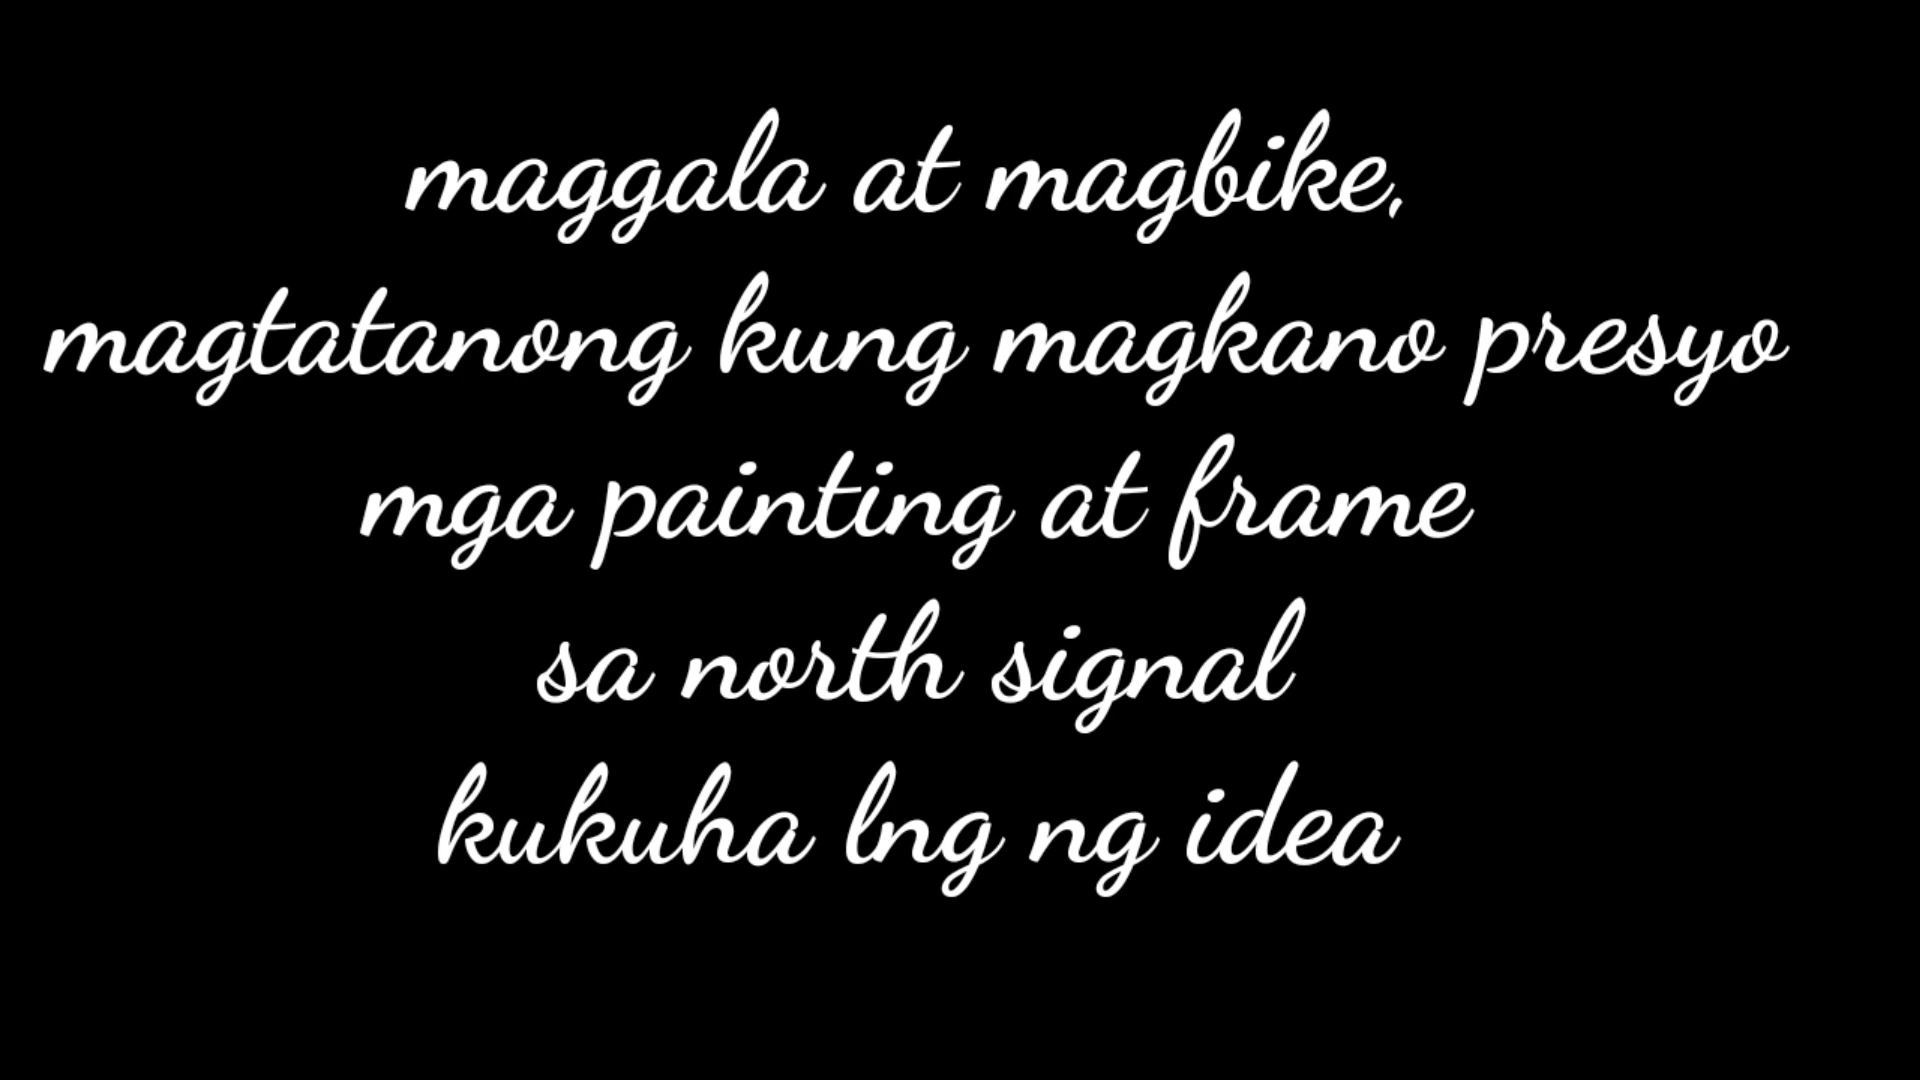 maggala at magbike,
magtatanong kung magkano presyo
mga painting at frame
sa north signal
kukuha lng ng idea